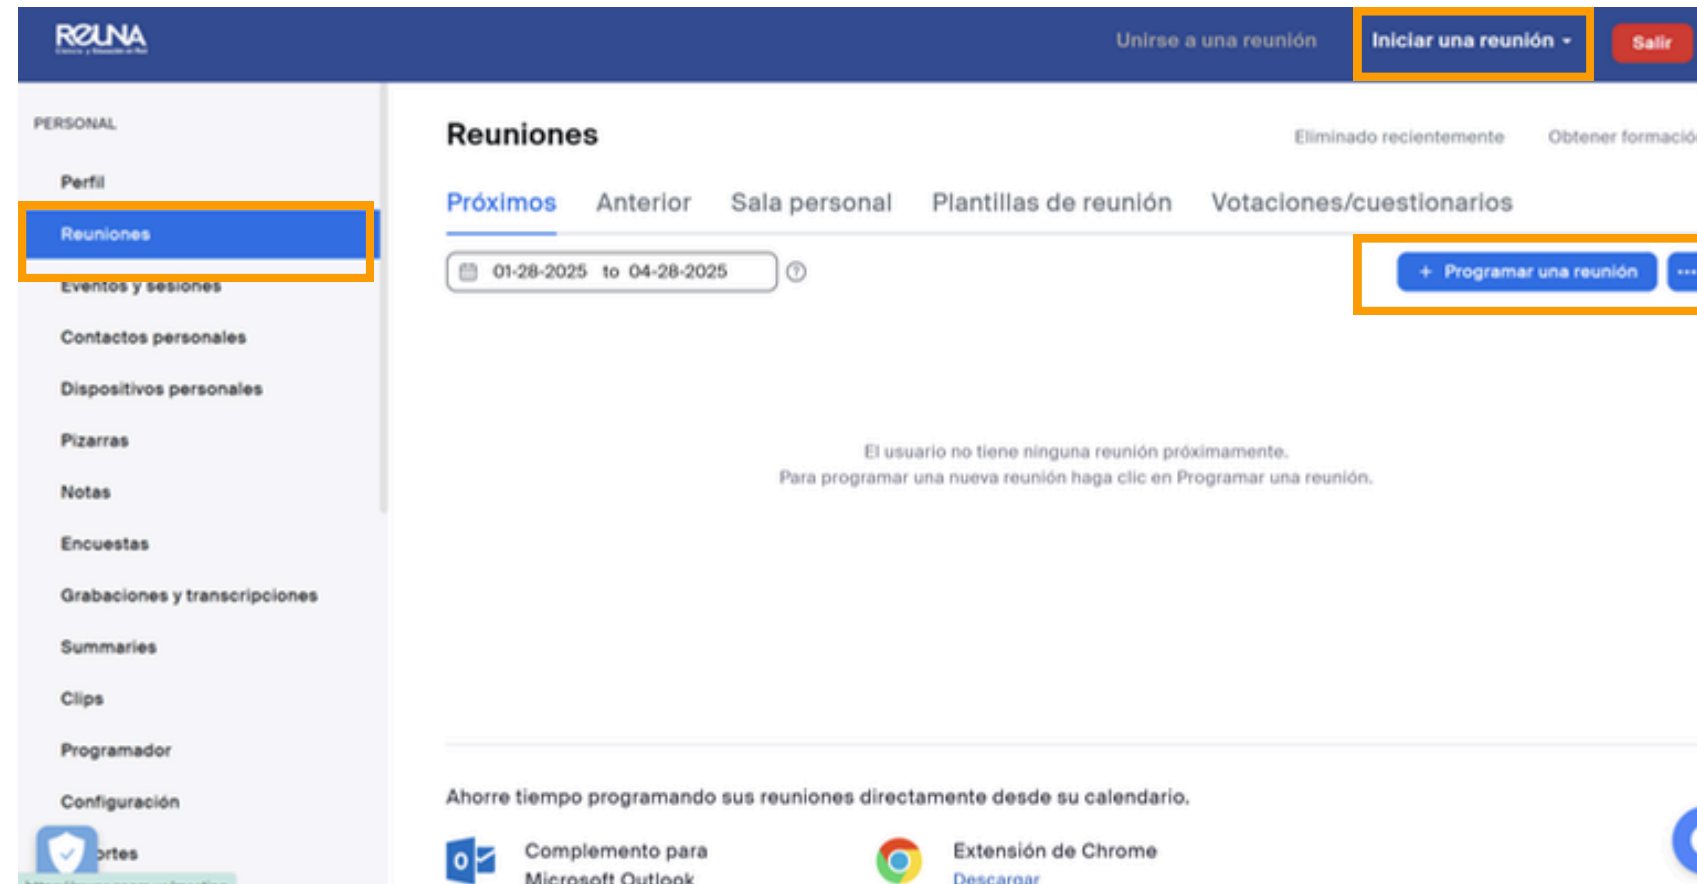 REUNA
Unirse a una reunión
Iniciar una reunión
Salir
PERSONAL
Perfil
Reuniones
Eventos y sesiones
Contactos personales
Dispositivos personales
Pizarras
Notas
Encuestas
Grabaciones y transcripciones
Summaries
Clips
Programador
Configuración
ortes
Reuniones
Eliminado recientemente
Obtener formació
Próximos
Anterior
Sala personal
Plantillas de reunión
Votaciones/cuestionarios
01-28-2025 to 04-28-2025
+ Programar una reunión
El usuario no tiene ninguna reunión próximamente.
Para programar una nueva reunión haga clic en Programar una reunión.
Ahorre tiempo programando sus reuniones directamente desde su calendario.
Complemento para
Microsoft Outlook
Extensión de Chrome
Descargar